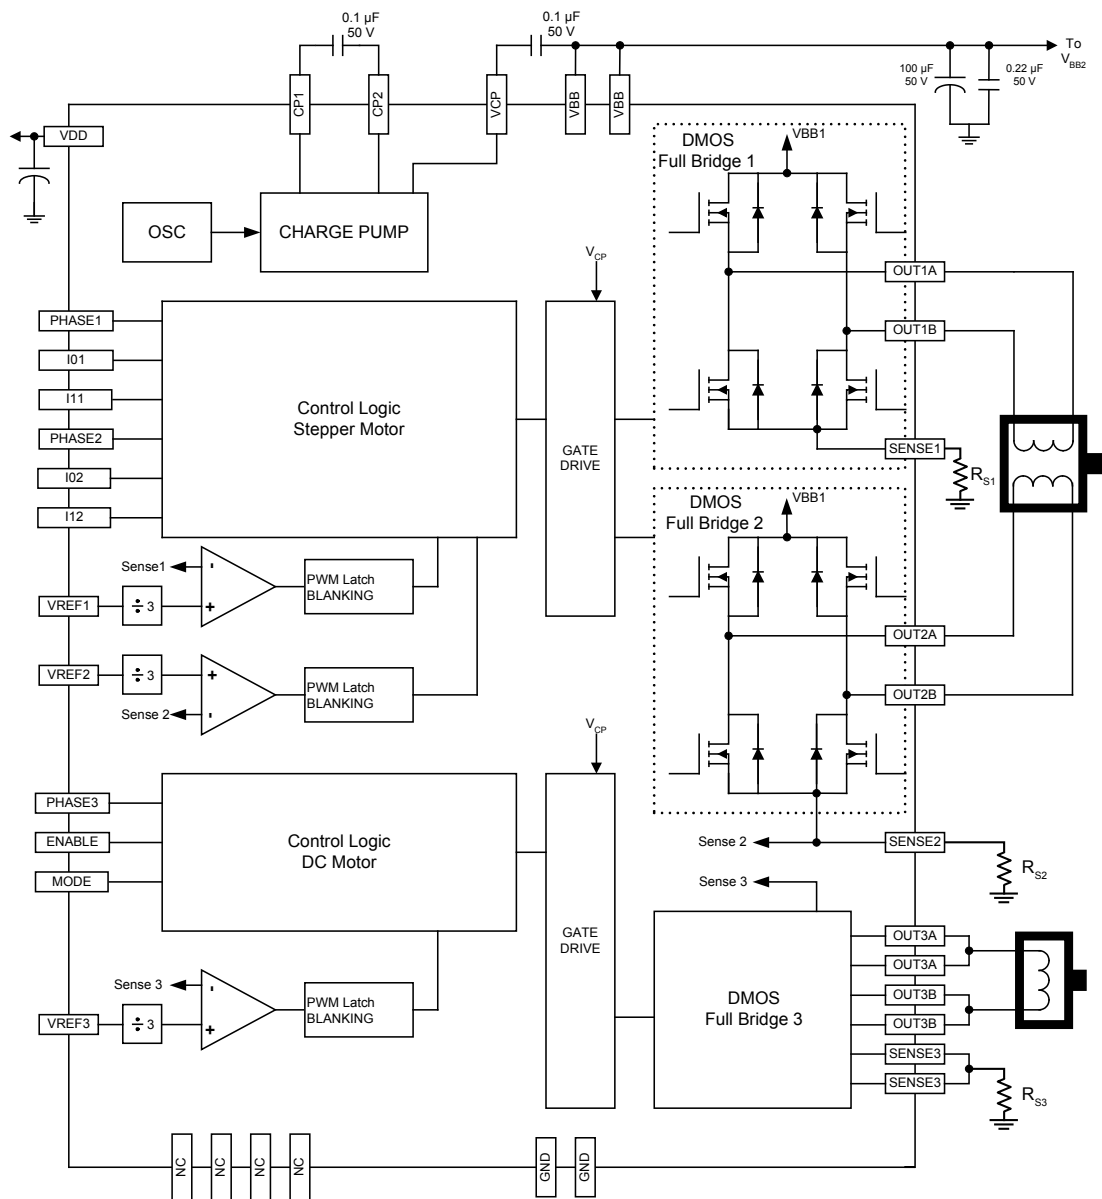 0.1 µF
50 V
0.1 µF
50 V
To
VBB2
100 µF
50 V
0.22 µF
50 V
CP1
CP2
VCP
VBB
VBB
VDD
DMOS
Full Bridge 1
VBB1
OSC
CHARGE PUMP
VCP
OUT1A
PHASE1
OUT1B
I01
I11
Control Logic
Stepper Motor
PHASE2
GATE
DRIVE
SENSE1
RS1
I02
I12
DMOS
Full Bridge 2
VBB1
Sense1
-
+
PWM Latch
BLANKING
VREF1
÷ 3
OUT2A
VREF2
÷ 3
+
-
PWM Latch
BLANKING
Sense 2
OUT2B
VCP
PHASE3
ENABLE
MODE
Control Logic
DC Motor
Sense 2
SENSE2
RS2
Sense 3
GATE
DRIVE
OUT3A
OUT3A
OUT3B
OUT3B
SENSE3
SENSE3
DMOS
Full Bridge 3
RS3
Sense 3
-
+
PWM Latch
BLANKING
VREF3
÷ 3
NC
NC
NC
NC
GND
GND